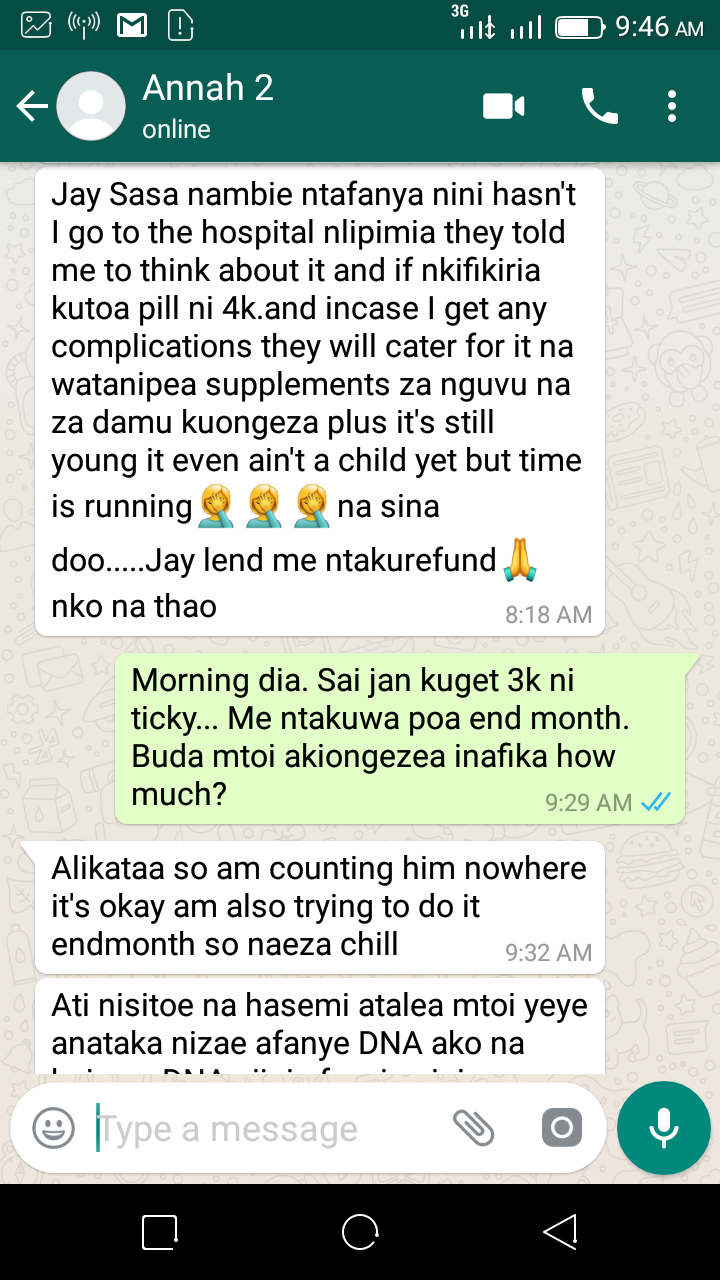 3G
9:46 AM
Annah 2
online
Jay Sasa nambie ntafanya nini hasn't
I go to the hospital nlipimia they told
me to think about it and if nkifikiria
kutoa pill ni 4k.and incase I get any
complications they will cater for it na
watanipea supplements za nguvu na
za damu kuongeza plus it's still
young it even ain't a child yet but time
is running🤦‍♀️🤦‍♀️🤦‍♀️na sina
doo.....Jay lend me ntakurefund🙏
nko na thao
8:18 AM
Morning dia. Sai jan kuget 3k ni
ticky... Me ntakuwa poa end month.
Buda mtoi akiongezea inafika how
much?
9:29 AM
Alikataa so am counting him nowhere
it's okay am also trying to do it
endmonth so naeza chill
9:32 AM
Ati nisitoe na hasemi atalea mtoi yeye
anataka nizae afanye DNA ako na
Type a message